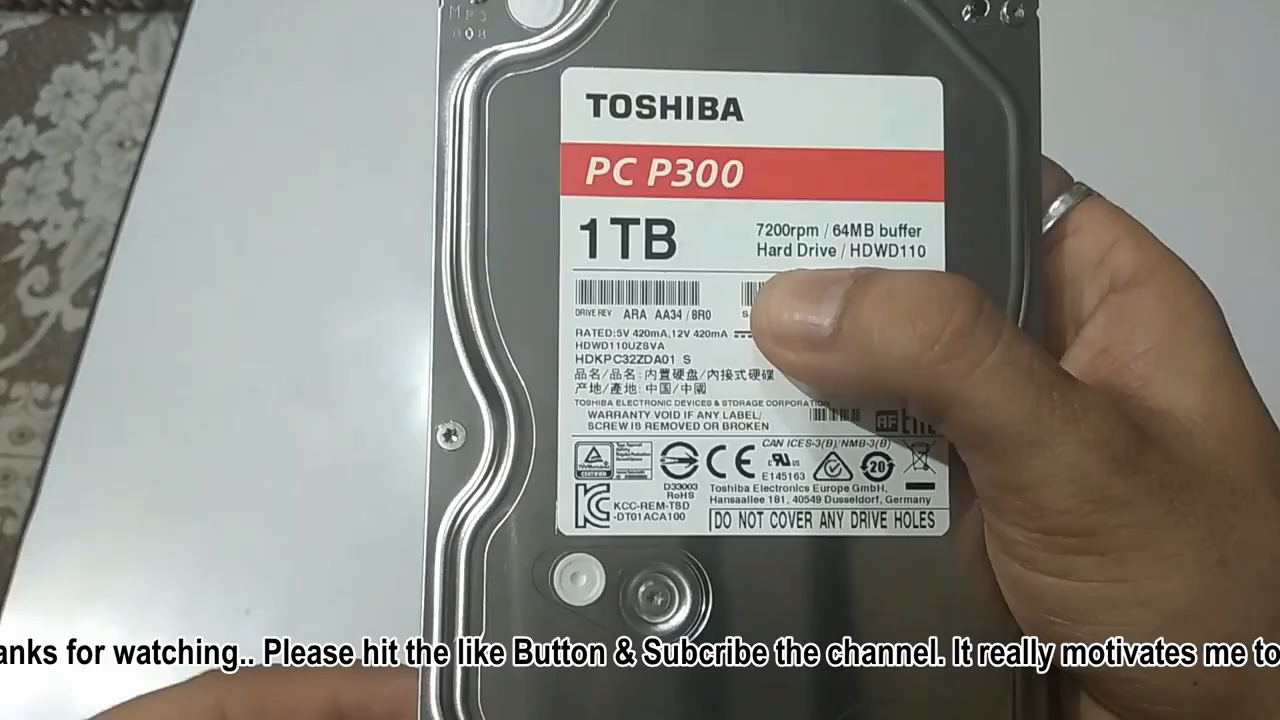 TOSHIBA
PC P300
1TB
7200rpm / 64MB buffer
Hard Drive / HDWD110
DRIVE REV ARA AA34 / 8R0
S
RATED:5V 420mA,12V 420mA
HDWD110UZSVA
HDKPC32ZDA01 S
品名/品名: 内置硬盘/內接式硬碟
产地/產地: 中国/中國
TOSHIBA ELECTRONIC DEVICES & STORAGE CORPORATION
WARRANTY VOID IF ANY LABEL/
SCREW IS REMOVED OR BROKEN
AF
CAN ICES-3(B)/NMB-3(B)
CE
c UL us
E145163
20
D33003
RoHS
Toshiba Electronics Europe GmbH,
Hansaallee 181, 40549 Dusseldorf, Germany
KCC-REM-TSD
-DT01ACA100
DO NOT COVER ANY DRIVE HOLES
anks for watching.. Please hit the like Button & Subcribe the channel. It really motivates me to